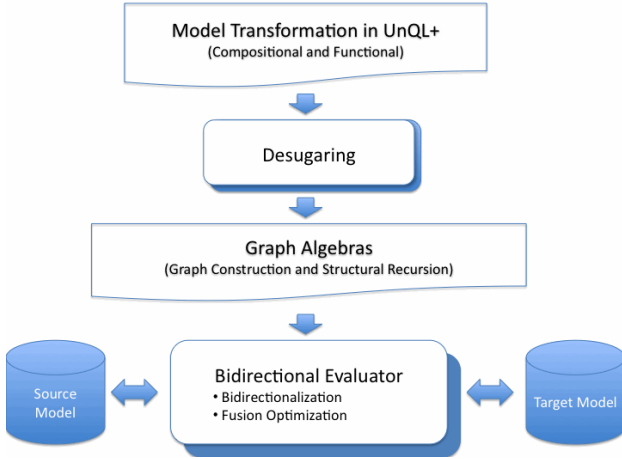 Model Transformation in UnQL+
(Compositional and Functional)
Desugaring
Graph Algebras
(Graph Construction and Structural Recursion)
Source
Model
Bidirectional Evaluator
• Bidirectionalization
• Fusion Optimization
Target Model